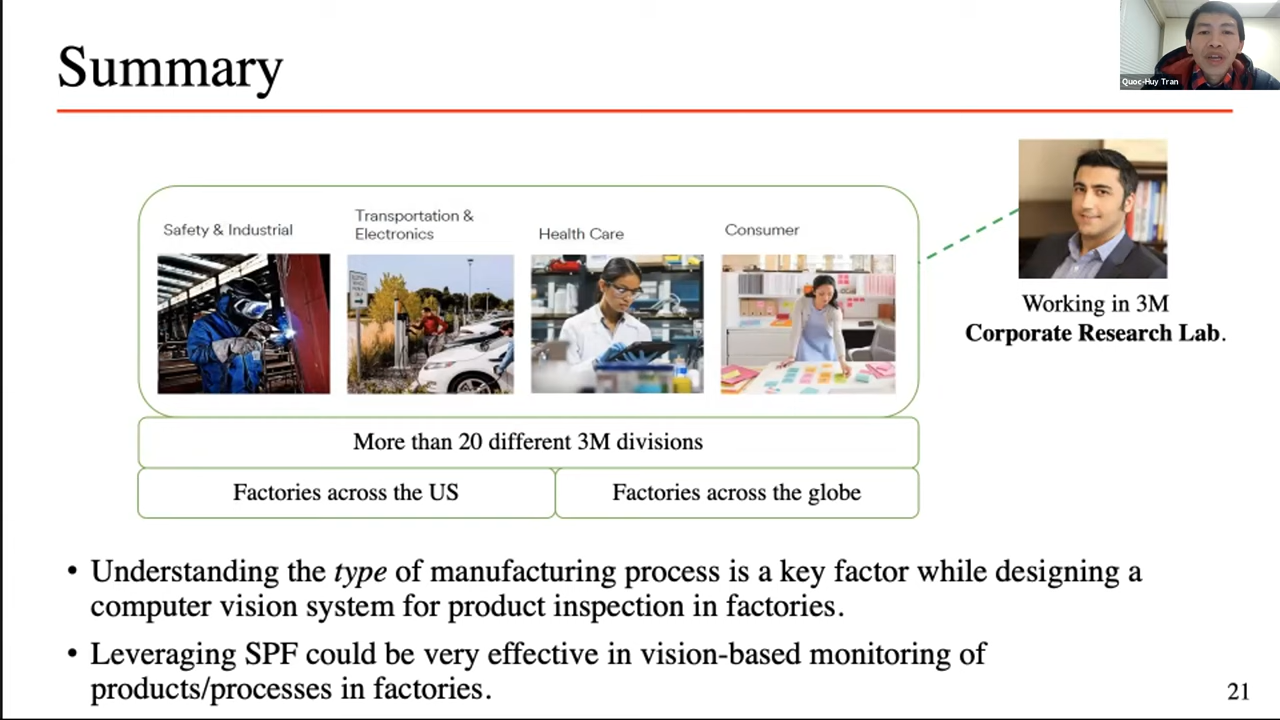 Summary
Quoc-Huy Tran
Safety & Industrial
Transportation &
Electronics
Health Care
Consumer
Working in 3M
Corporate Research Lab.
More than 20 different 3M divisions
Factories across the US
Factories across the globe
• Understanding the type of manufacturing process is a key factor while designing a
computer vision system for product inspection in factories.
• Leveraging SPF could be very effective in vision-based monitoring of
products/processes in factories.
21